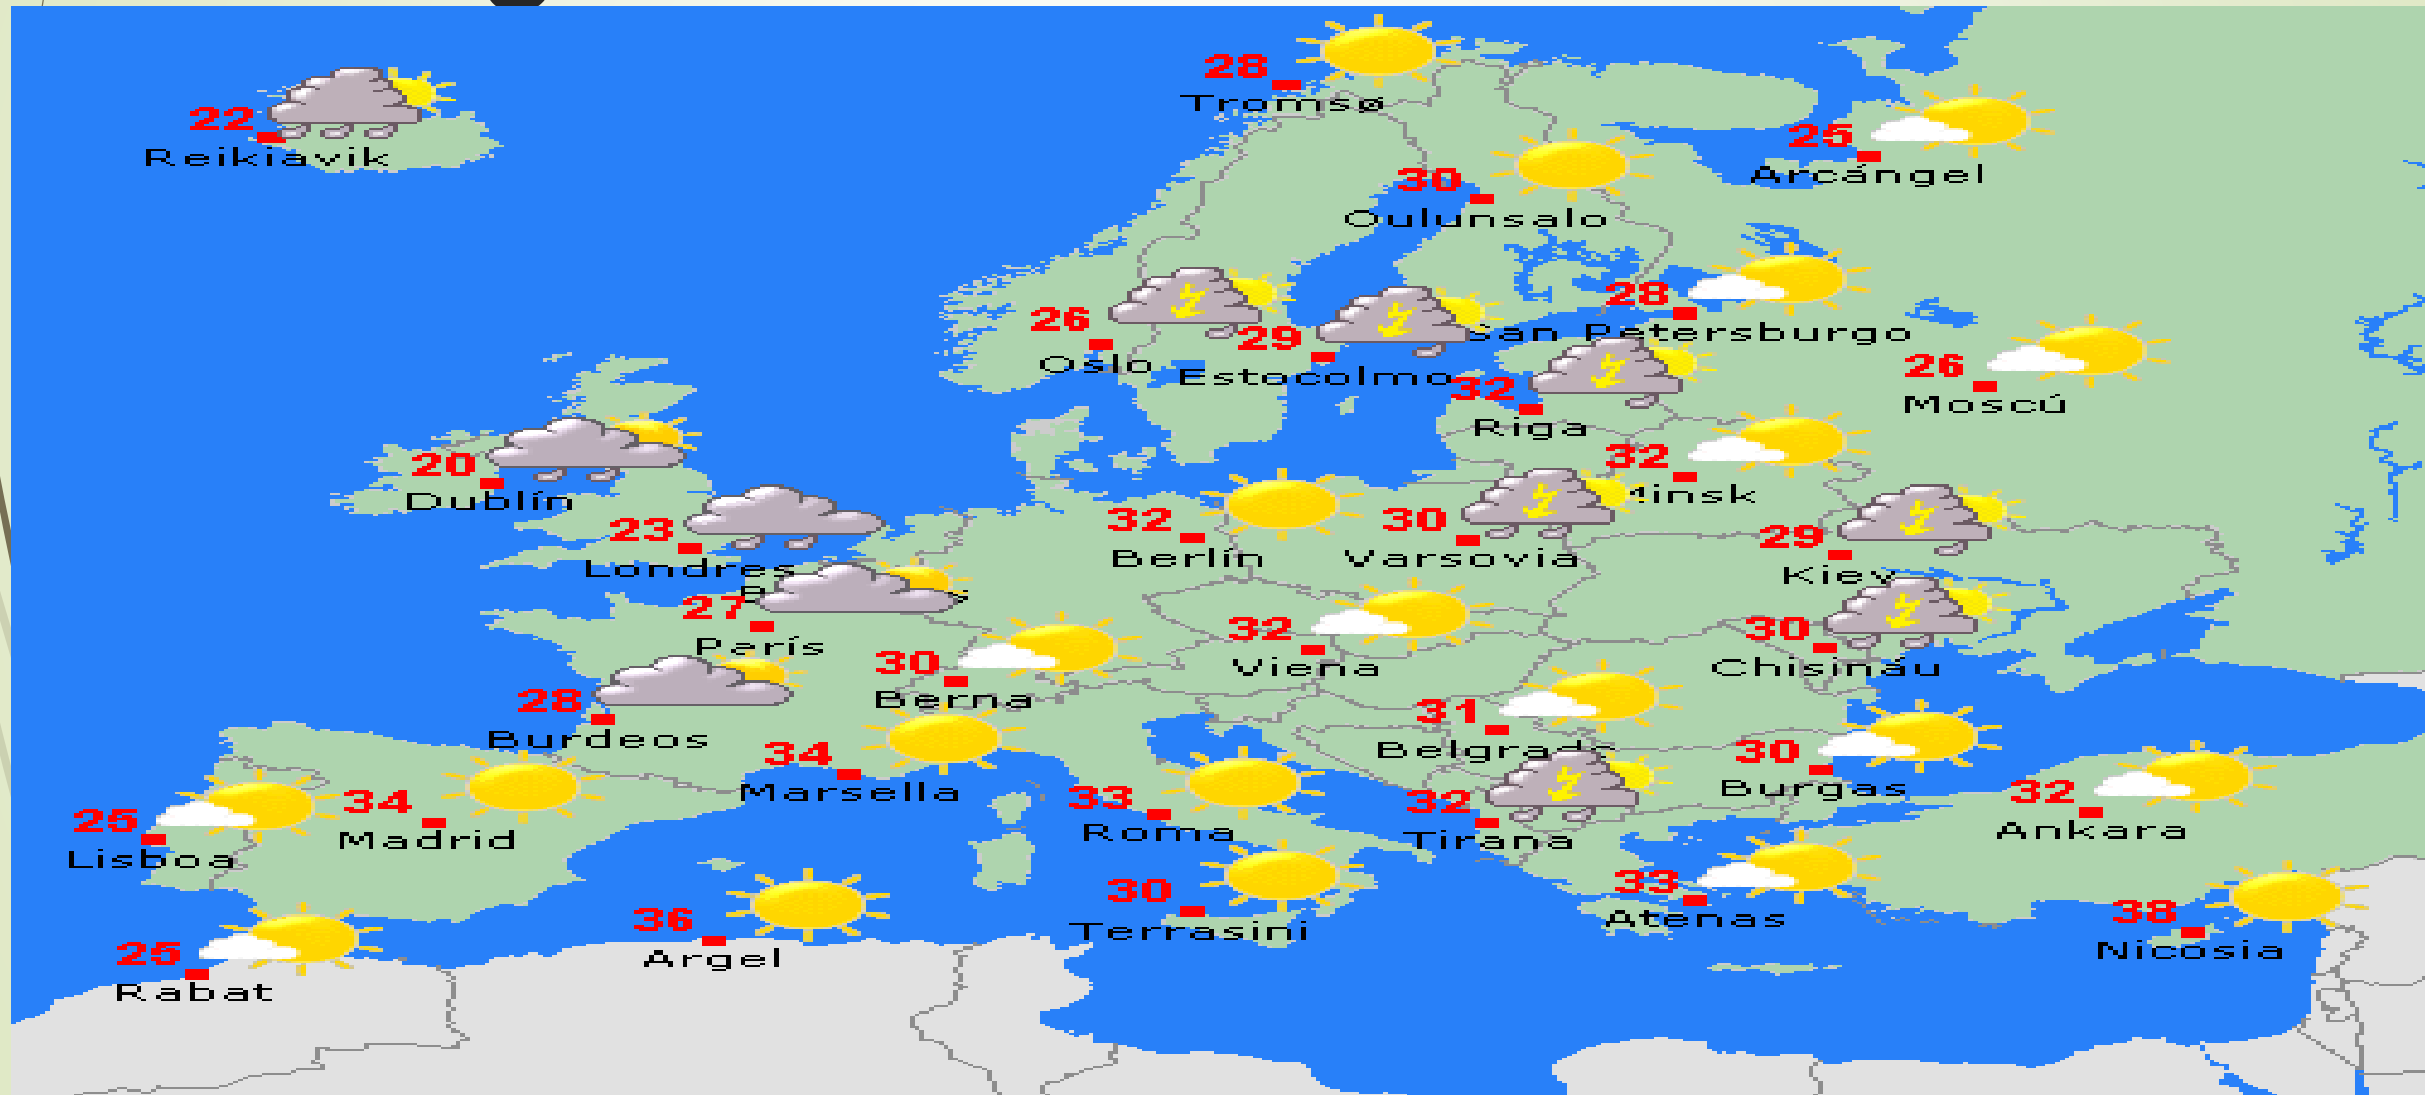 28
Tromsø
22
Reikiavik
25
Arcángel
30
Oulunsalo
28
San Petersburgo
26
Oslo
29
Estocolmo
26
Moscú
32
Riga
32
Minsk
20
Dublín
23
Londres
32
Berlín
30
Varsovia
29
Kiev
27
París
32
Viena
30
Chisináu
30
Berna
28
Burdeos
31
Belgrado
34
Marsella
30
Burgas
33
Roma
32
Tirana
32
Ankara
25
Lisboa
34
Madrid
30
Terrasini
33
Atenas
38
Nicosia
36
Argel
25
Rabat